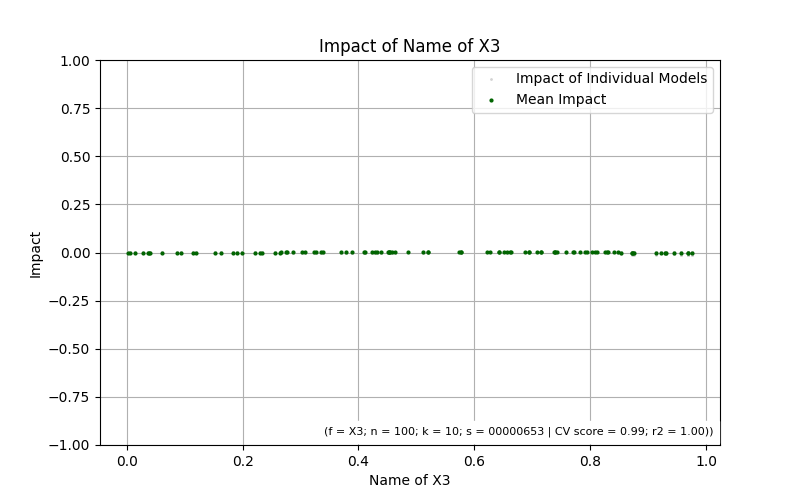 Impact of Name of X3
1.00
0.75
0.50
0.25
0.00
−0.25
−0.50
−0.75
−1.00
Impact
Impact of Individual Models
Mean Impact
(f = X3; n = 100; k = 10; s = 00000653 | CV score = 0.99; r2 = 1.00))
0.0 0.2 0.4 0.6 0.8 1.0
Name of X3